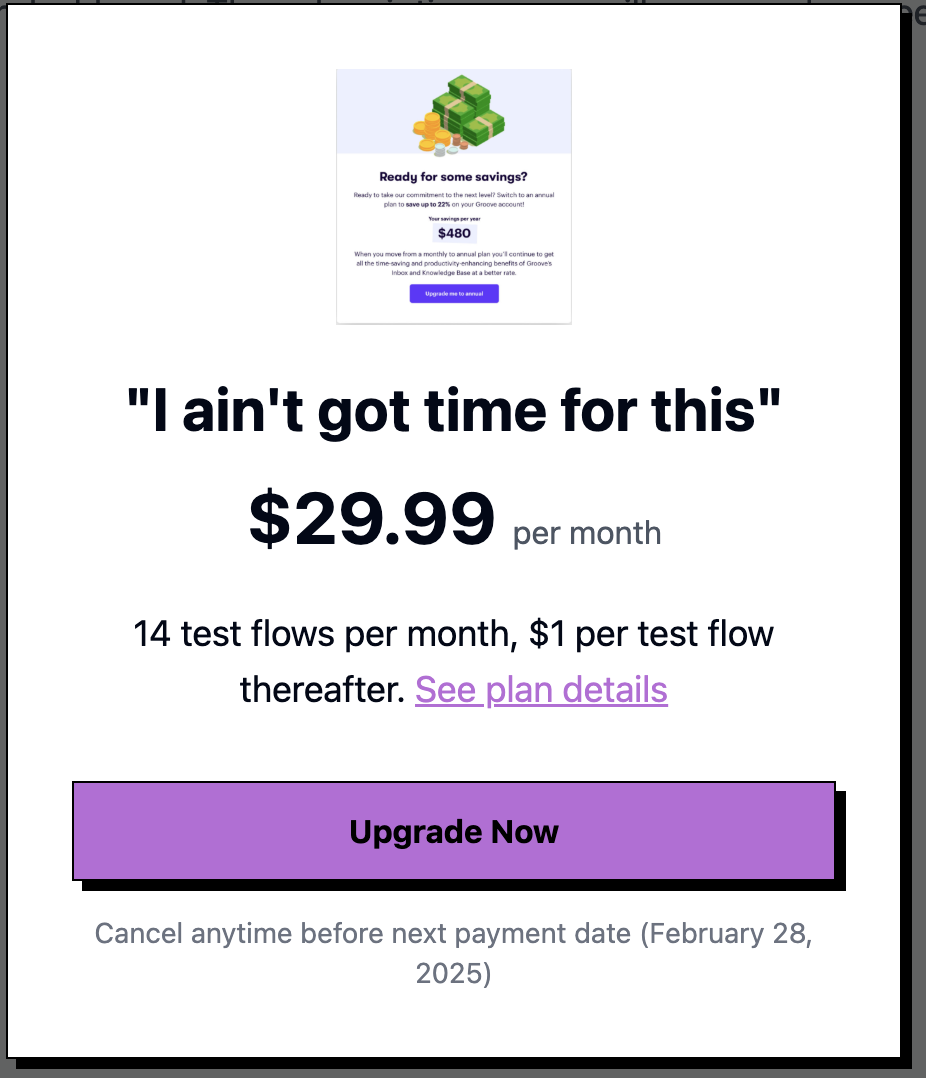 Ready for some savings?
Ready to take our commitment to the next level? Switch to an annual
plan to save up to 22% on your Groove account!
Your savings per year
$480
When you move from a monthly to annual plan you'll continue to get
all the time-saving and productivity-enhancing benefits of Groove's
Inbox and Knowledge Base at a better rate.
Upgrade me to annual
"I ain't got time for this"
$29.99 per month
14 test flows per month, $1 per test flow
thereafter. See plan details
Upgrade Now
Cancel anytime before next payment date (February 28,
2025)